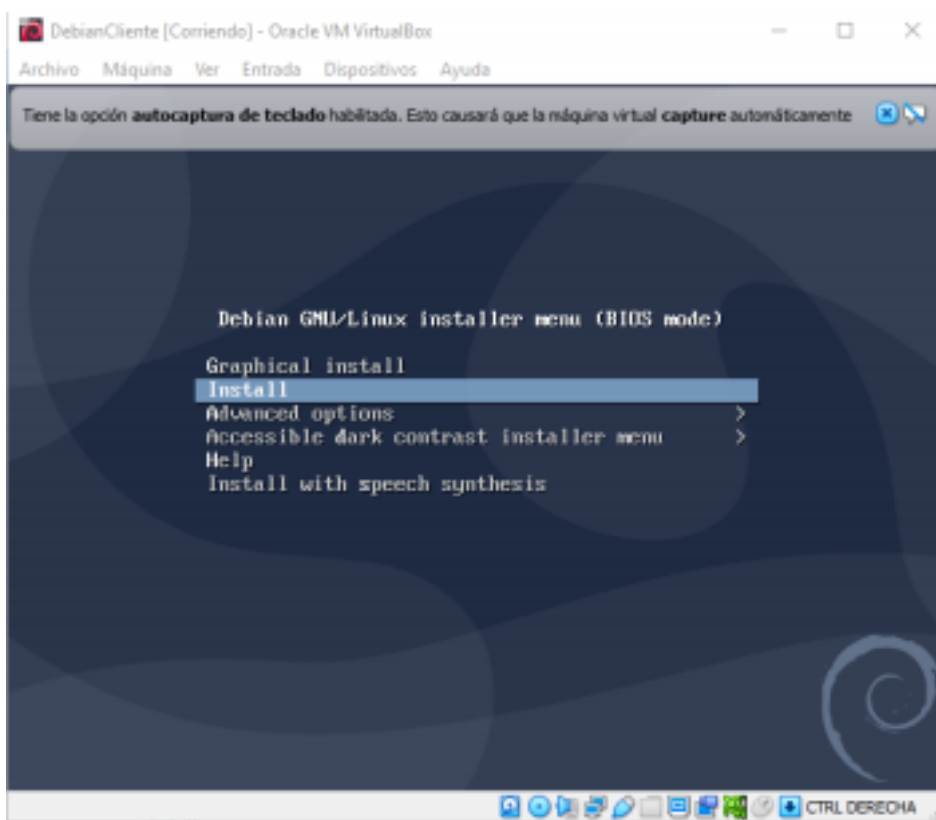 DebianCliente [Corriendo] - Oracle VM VirtualBox
Archivo Máquina Ver Entrada Dispositivos Ayuda
Tiene la opción autocaptura de teclado habilitada. Esto causará que la máquina virtual capture automáticamente
Debian GNU/Linux installer menu (BIOS mode)
Graphical install
Install
Advanced options >
Accessible dark contrast installer menu >
Help
Install with speech synthesis
CTRL DERECHA